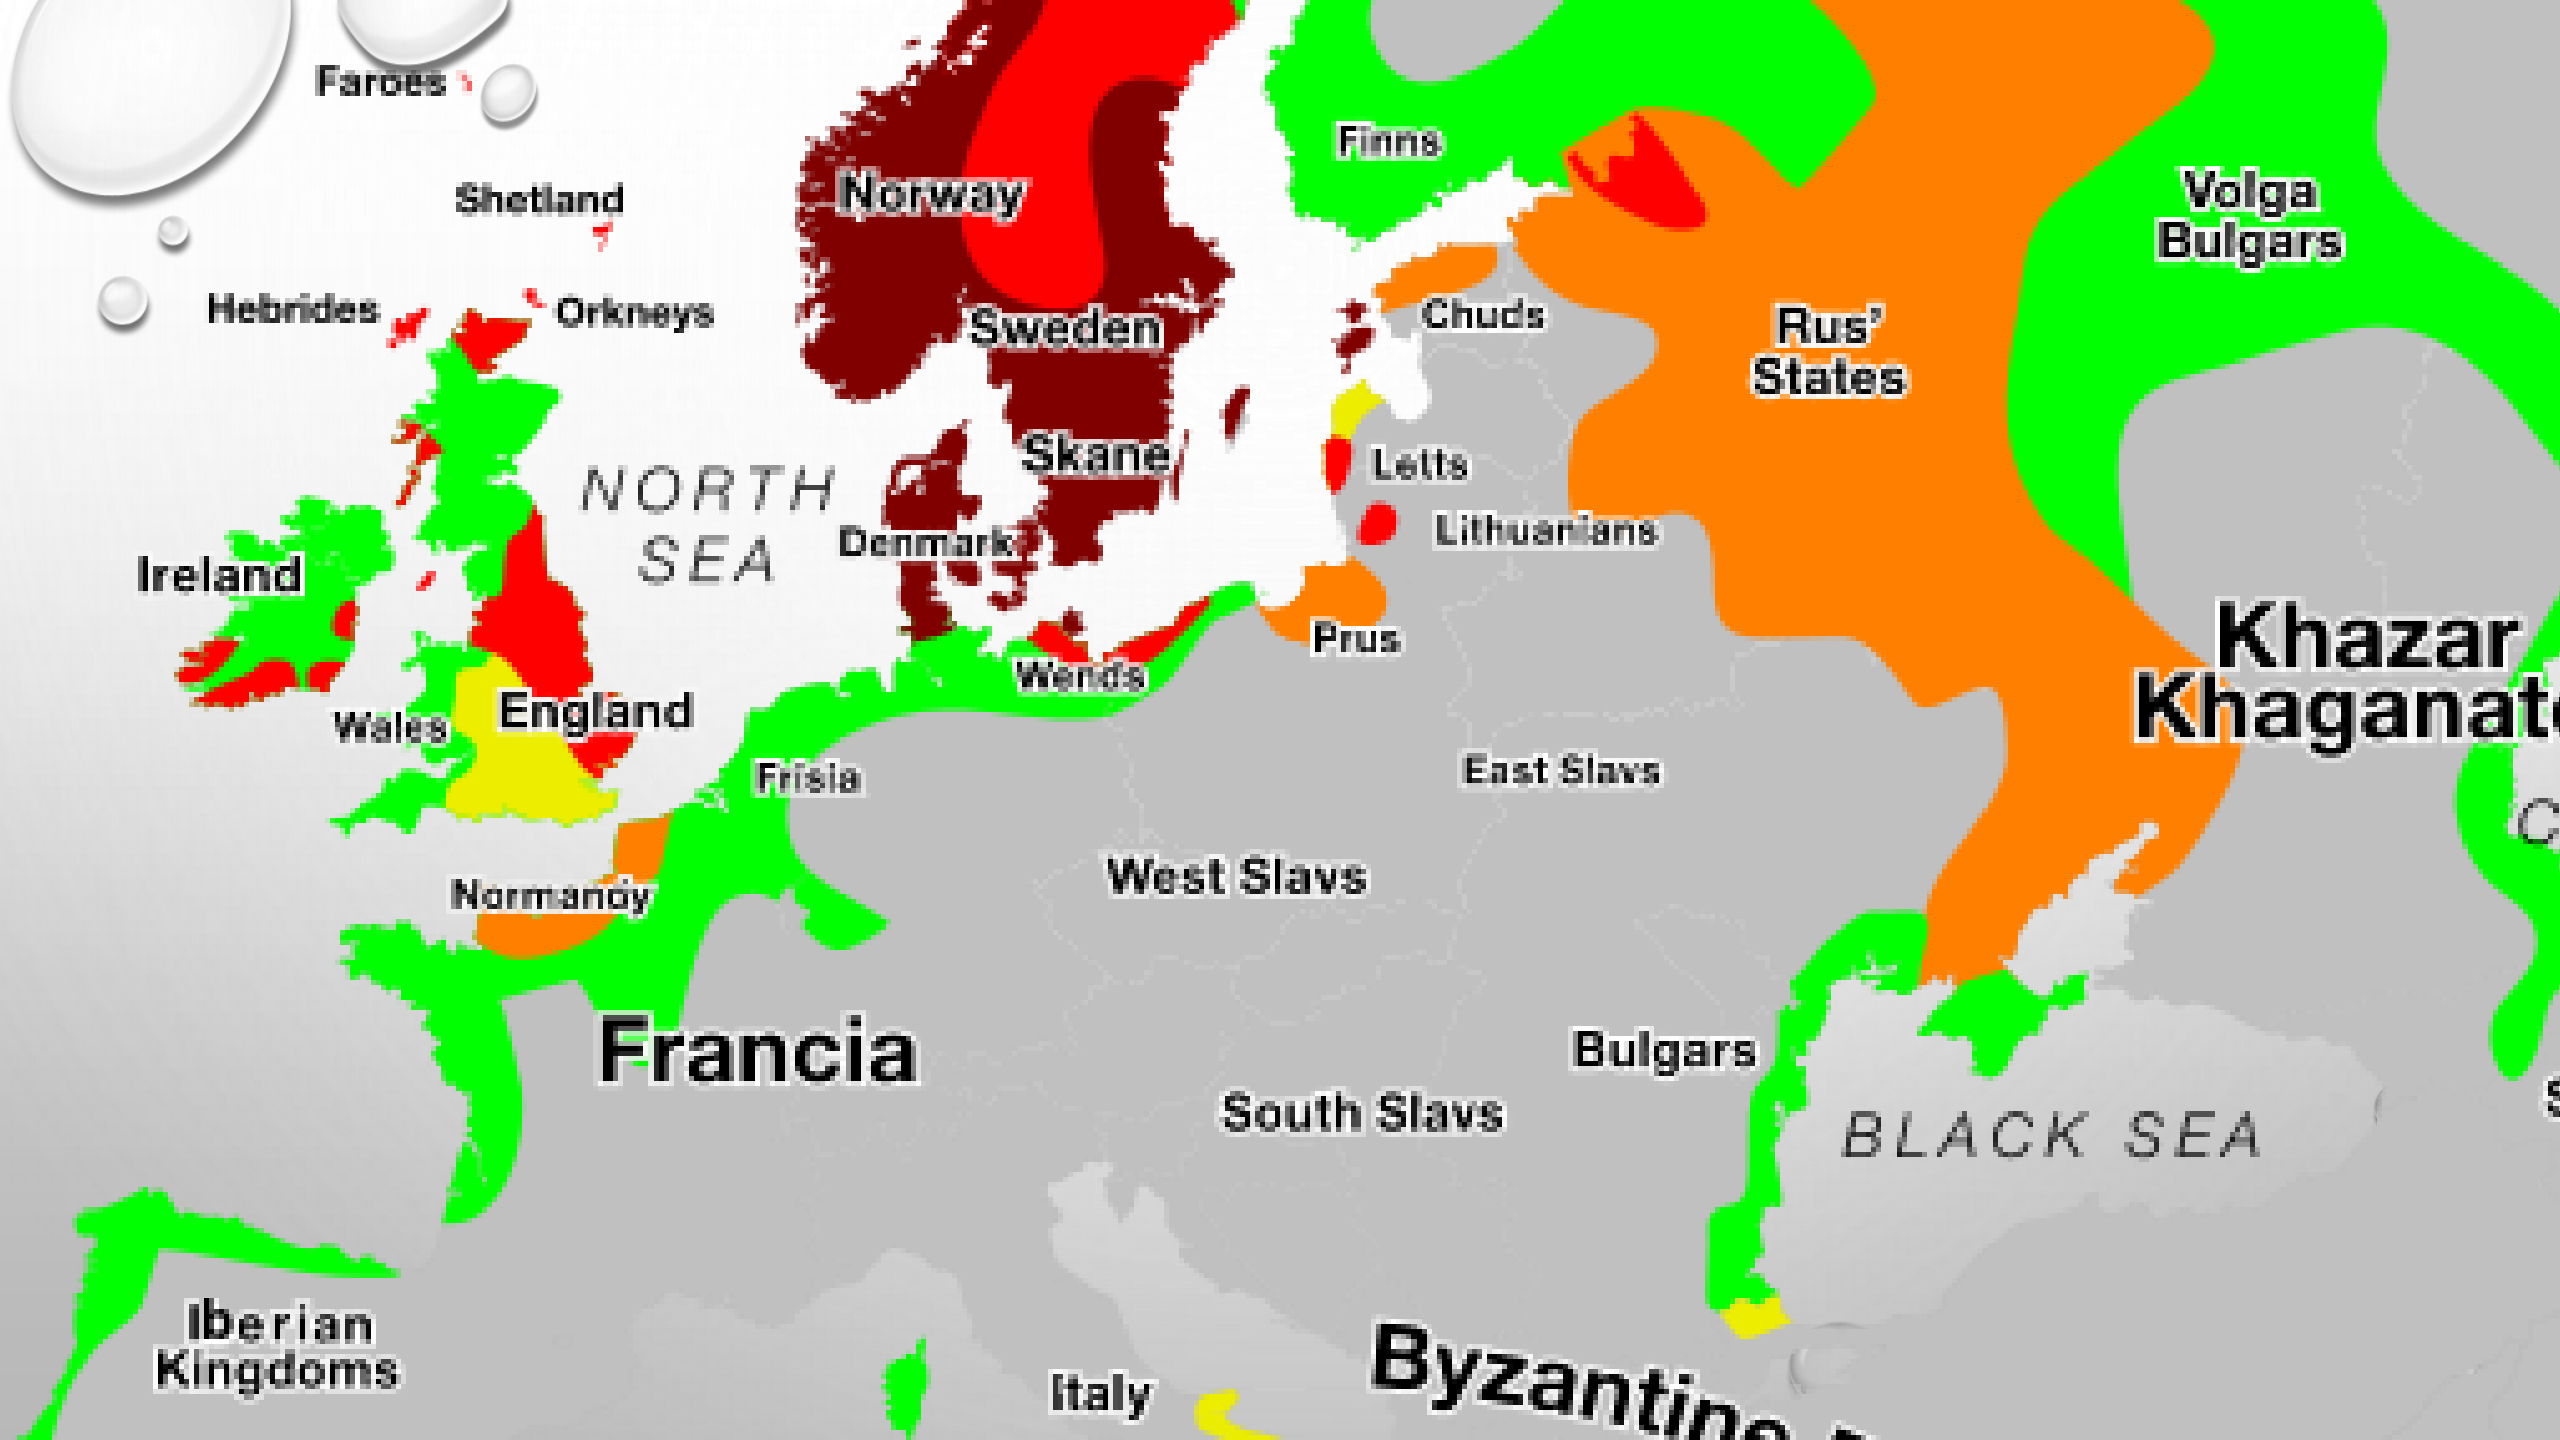 Faroes
Finns
Shetland
Norway
Volga
Bulgars
Hebrides
Orkneys
Sweden
Chuds
Rus'
States
Skane
Letts
NORTH
SEA
Denmark
Lithuanians
Ireland
Prus
Khazar
Wends
Wales
England
Frisia
East Slavs
West Slavs
Normandy
Francia
Bulgars
South Slavs
BLACK SEA
Iberian
Kingdoms
Italy